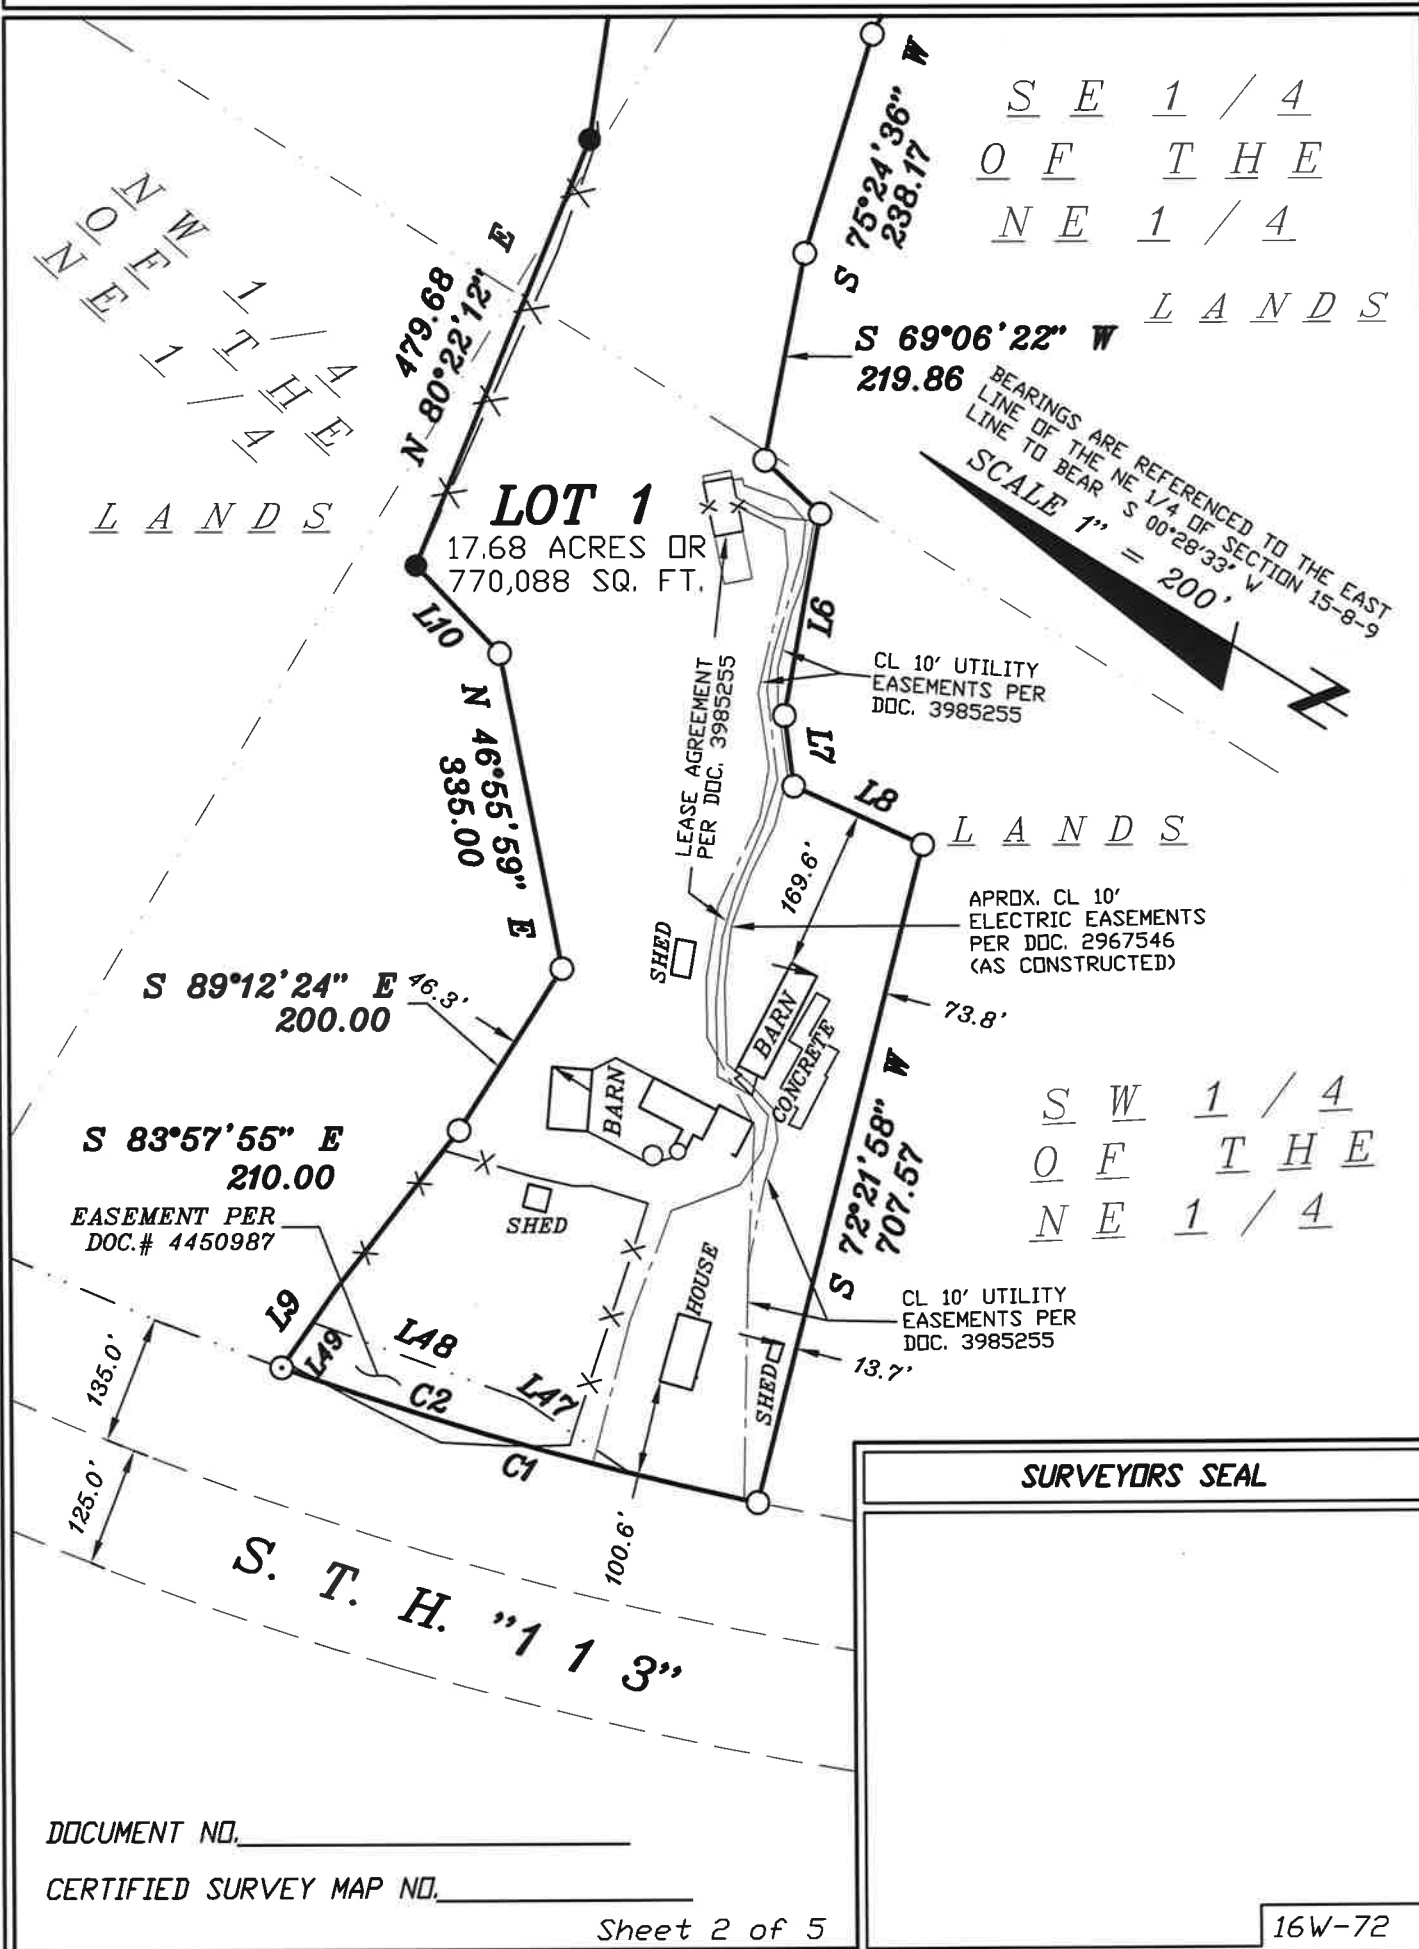 S E 1 / 4
O F T H E
N E 1 / 4
L A N D S
S 75°24'36" W
238.17
N W 1 / 4
O F T H E
N E 1 / 4
L A N D S
479.68
N 80°22'12" E
S 69°06'22" W
219.86
BEARINGS ARE REFERENCED TO THE EAST
LINE OF THE NE 1/4 OF SECTION 15-8-9
LINE TO BEAR S 00°28'33" W
SCALE 1" = 200'
N
LOT 1
17.68 ACRES OR
770,088 SQ. FT.
L10
L6
CL 10' UTILITY
EASEMENTS PER
DOC. 3985255
LEASE AGREEMENT
PER DOC. 3985255
L7
L8
N 46°55'59" E
335.00
L A N D S
169.6'
APROX. CL 10'
ELECTRIC EASEMENTS
PER DOC. 2967546
(AS CONSTRUCTED)
SHED
S 89°12'24" E
200.00
46.3'
73.8'
BARN
CONCRETE
BARN
S W 1 / 4
O F T H E
N E 1 / 4
S 83°57'55" E
210.00
S 72°21'58" W
707.57
EASEMENT PER
DOC.# 4450987
SHED
HOUSE
CL 10' UTILITY
EASEMENTS PER
DOC. 3985255
L9
L49
L48
L47
C2
C1
SHED
13.7'
135.0'
125.0'
100.6'
S. T. H. "1 1 3"
SURVEYORS SEAL
DOCUMENT NO.
CERTIFIED SURVEY MAP NO.
Sheet 2 of 5
16W-72